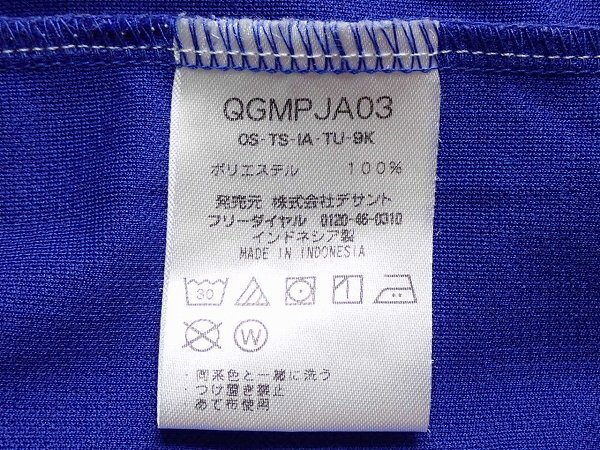 QGMPJA03
OS-TS-IA-TU-9K
ポリエステル 100%
発売元 株式会社デサント
フリーダイヤル 0120-46-0310
インドネシア製
MADE IN INDONESIA
30
W
・同系色と一緒に洗う
・つけ置き禁止
あて布使用